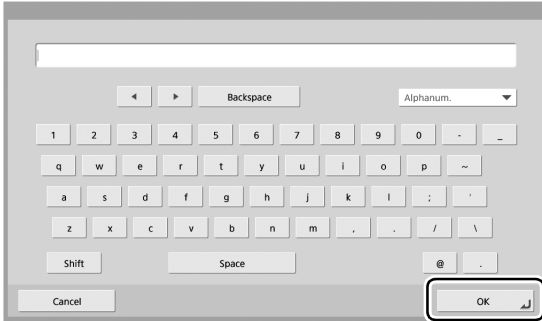 Backspace Alphanum.
1 2 3 4 5 6 7 8 9 0 - _
q w e r t y u i o p ~
a s d f g h j k l ; '
z x c v b n m , . / \
Shift Space @ .
Cancel OK